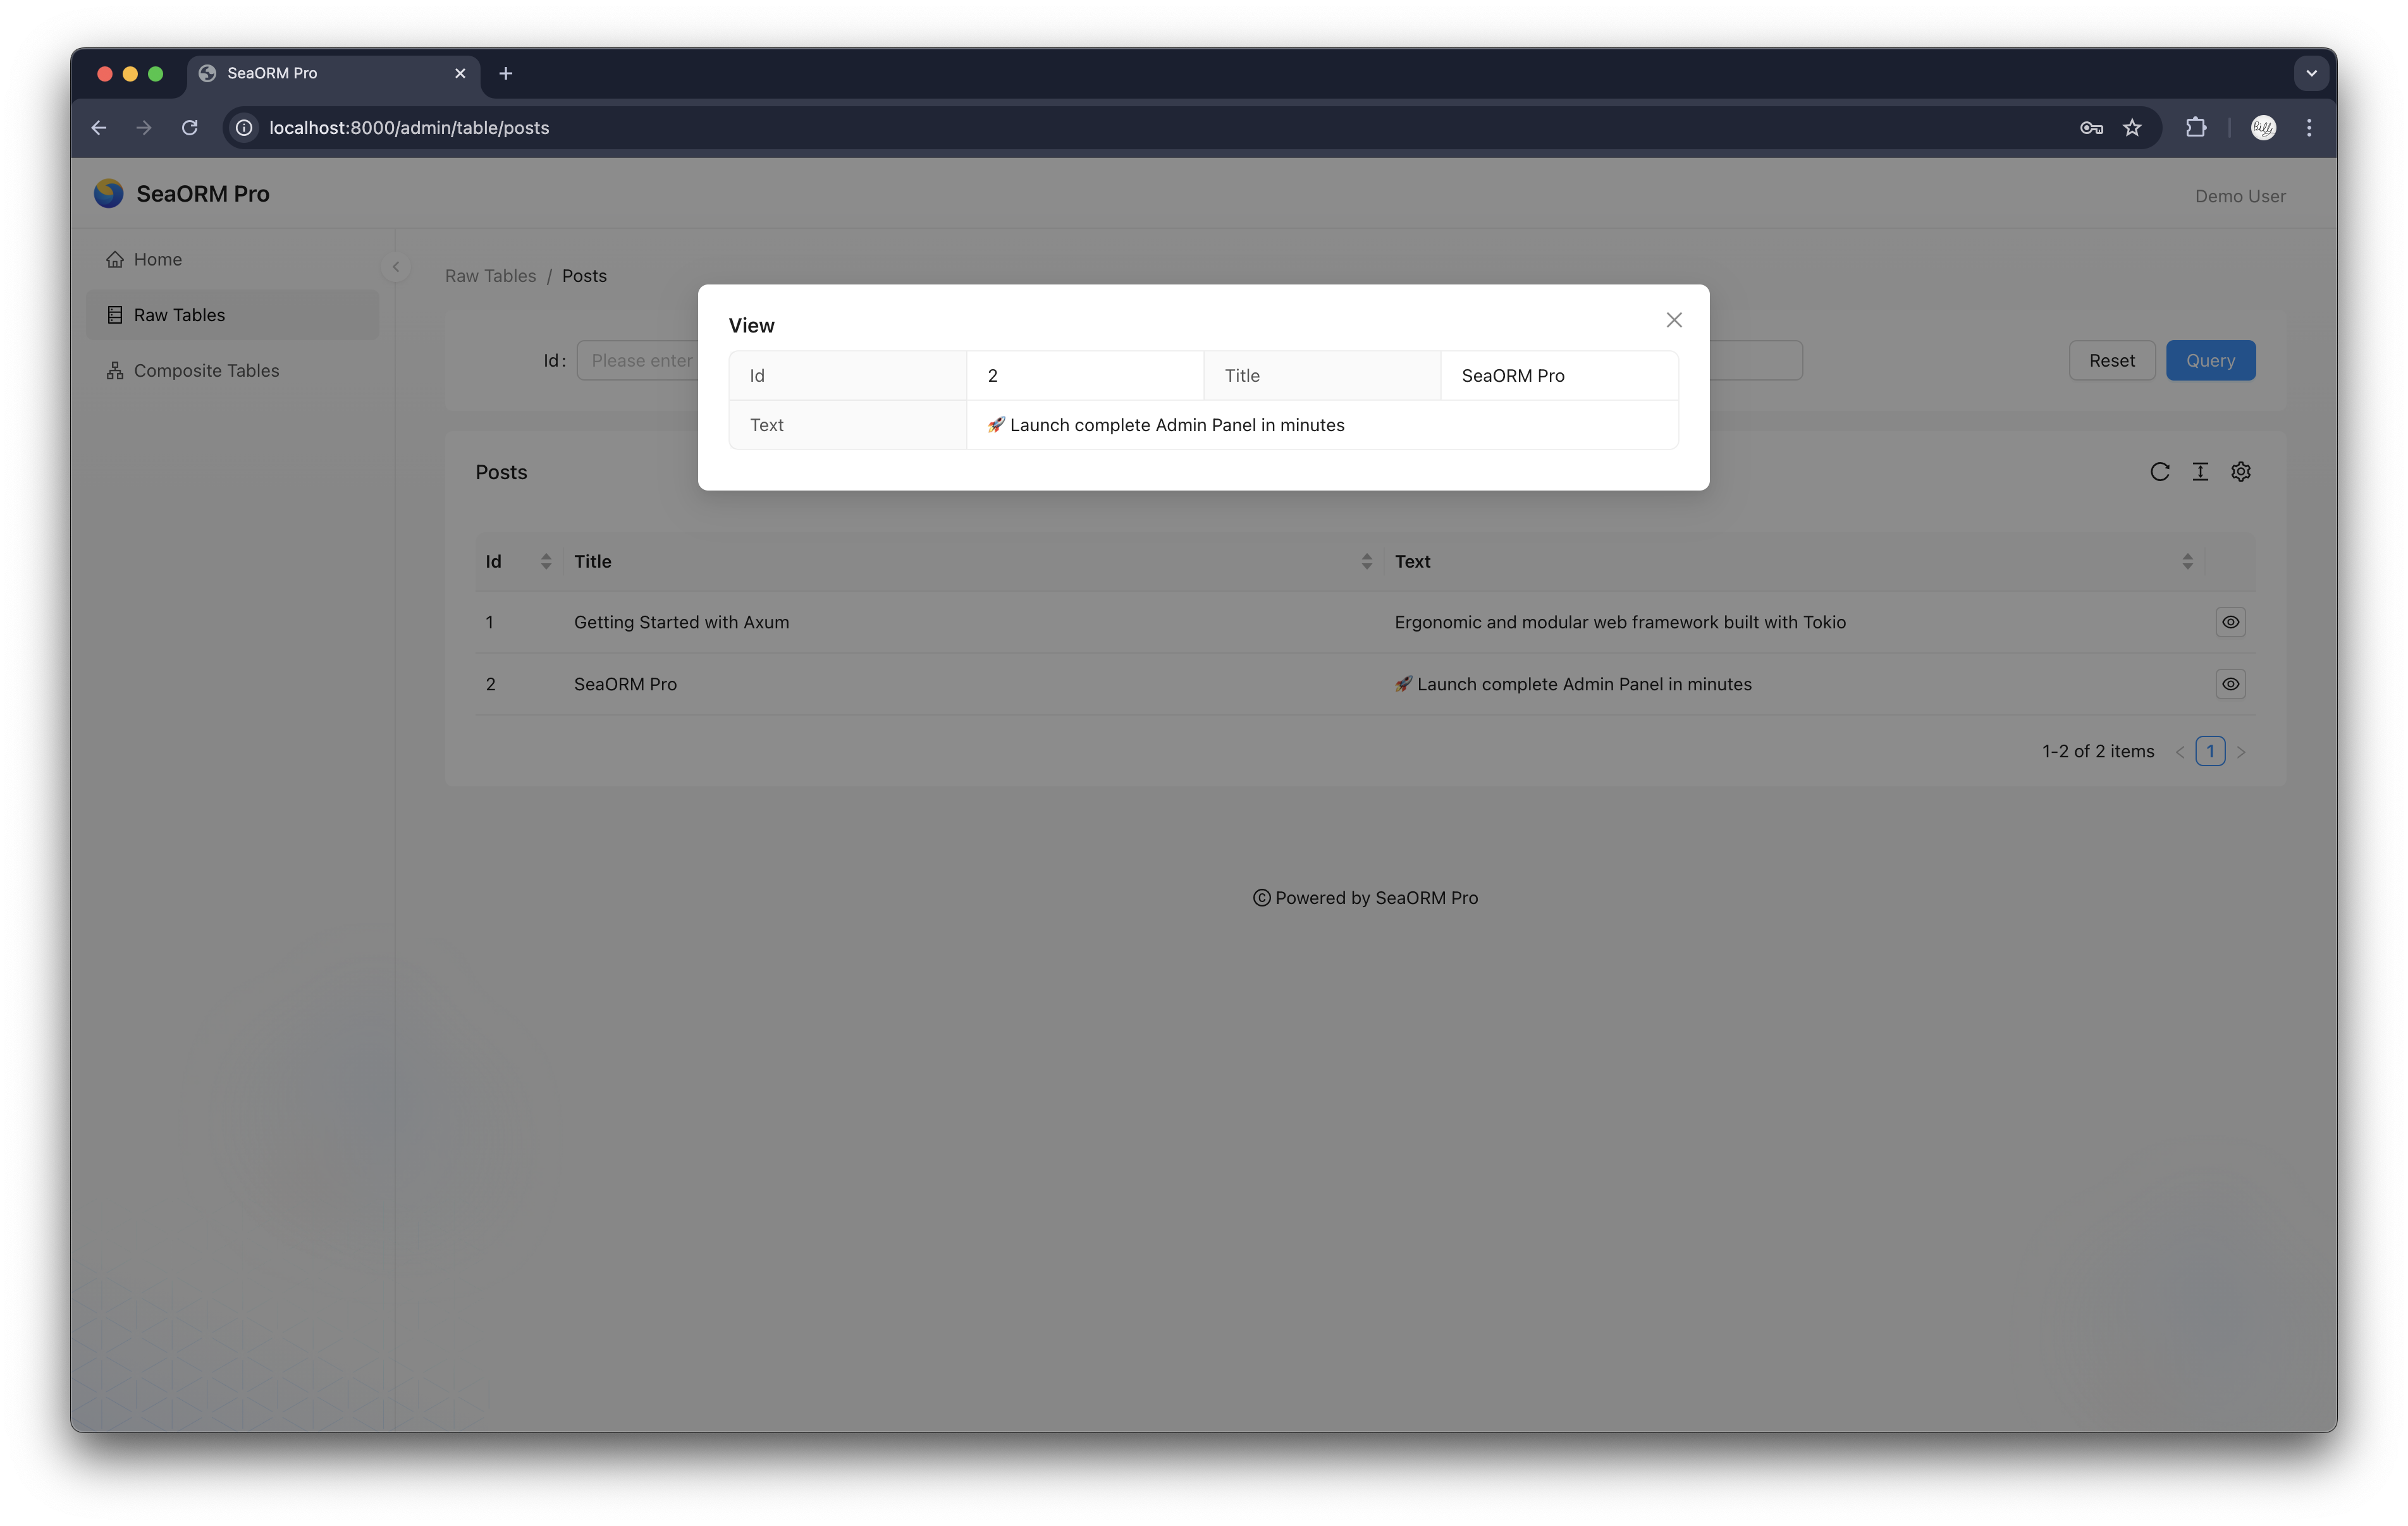 SeaORM Pro
localhost:8000/admin/table/posts
Billy
SeaORM Pro
Demo User
Home
Raw Tables
Composite Tables
Raw Tables / Posts
Id :
Please enter
Reset
Query
View
Id
2
Title
SeaORM Pro
Text
🚀 Launch complete Admin Panel in minutes
Posts
Id
Title
Text
1
Getting Started with Axum
Ergonomic and modular web framework built with Tokio
2
SeaORM Pro
🚀 Launch complete Admin Panel in minutes
1-2 of 2 items
1
© Powered by SeaORM Pro